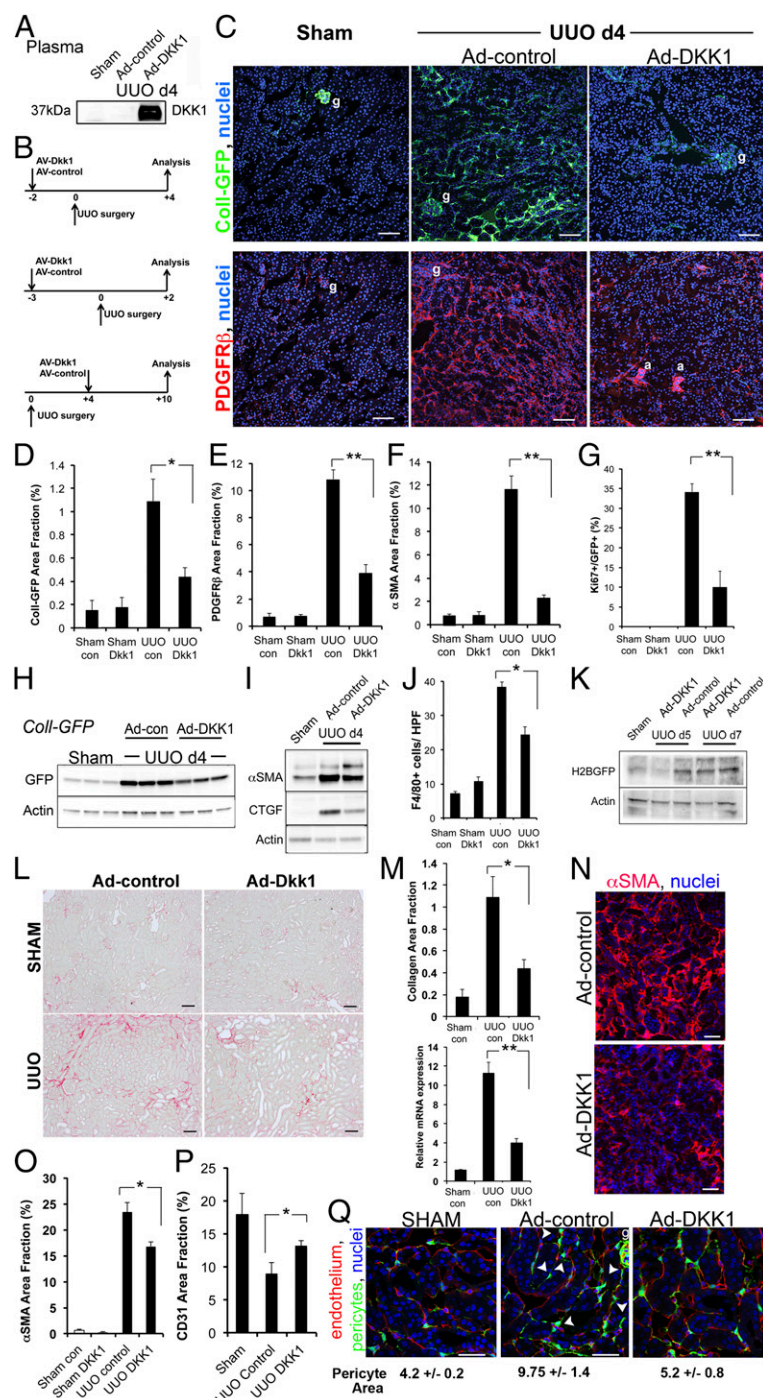 A
Plasma
Sham
Ad-control
Ad-DKK1
UUO d4
37kDa
DKK1
B
AV-Dkk1
AV-control
Analysis
-2
0
+4
UUO surgery
AV-Dkk1
AV-control
Analysis
-3
0
+2
UUO surgery
AV-Dkk1
AV-control
Analysis
0
+4
+10
UUO surgery
C
Sham
UUO d4
Ad-control
Ad-DKK1
Coll-GFP, nuclei
g
g
g
PDGFRβ, nuclei
g
g
a
a
D
Coll-GFP Area Fraction (%)
1.4
1.2
1
0.8
0.6
0.4
0.2
0
*
Sham con
Sham Dkk1
UUO con
UUO Dkk1
E
PDGFRβ Area Fraction (%)
12
10
8
6
4
2
0
**
Sham con
Sham DKK1
UUO con
UUO Dkk1
F
α SMA Area Fraction (%)
14
12
10
8
6
4
2
0
**
Sham con
Sham DKK1
UUO con
UUO Dkk1
G
Ki67+/GFP+ (%)
40
35
30
25
20
15
10
5
0
**
Sham con
Sham DKK1
UUO con
UUO Dkk1
H
Coll-GFP
Ad-con
Ad-DKK1
Sham
UUO d4
GFP
Actin
I
Sham
Ad-control
Ad-DKK1
UUO d4
αSMA
CTGF
Actin
J
F4/80+ cells/ HPF
40
30
20
10
0
*
Sham con
Sham Dkk1
UUO con
UUO Dkk1
K
Sham
Ad-DKK1
Ad-control
Ad-DKK1
Ad-control
UUO d5
UUO d7
H2BGFP
Actin
L
Ad-control
Ad-Dkk1
SHAM
UUO
M
Collagen Area Fraction
1.4
1.2
1
0.8
0.6
0.4
0.2
0
*
Sham con
UUO con
UUO Dkk1
Relative mRNA expression
14
12
10
8
6
4
2
0
**
Sham con
UUO con
UUO Dkk1
N
αSMA, nuclei
Ad-control
Ad-DKK1
O
αSMA Area Fraction (%)
30
25
20
15
10
5
0
*
Sham con
Sham DKK1
UUO control
UUO DKK1
P
CD31 Area Fraction (%)
25
20
15
10
5
0
*
Sham
UUO Control
UUO DKK1
Q
SHAM
Ad-control
Ad-DKK1
endothelium,
pericytes, nuclei
g
Pericyte Area
4.2 +/- 0.2
9.75 +/- 1.4
5.2 +/- 0.8